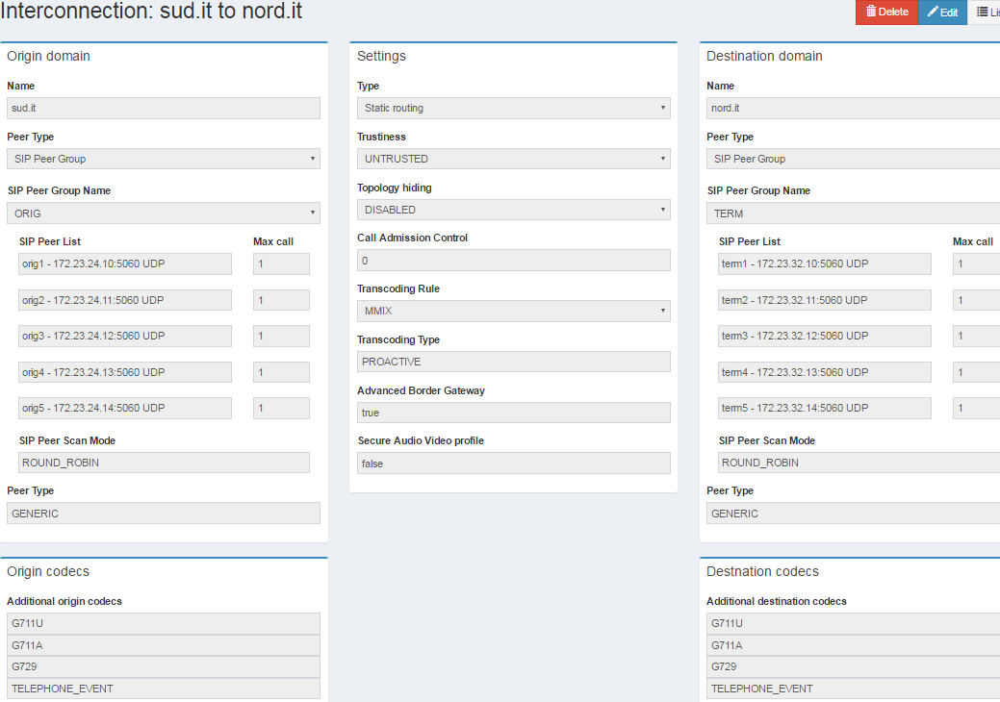 Interconnection: sud.it to nord.it
Delete
Edit
Origin domain
Name
sud.it
Peer Type
SIP Peer Group
SIP Peer Group Name
ORIG
SIP Peer List Max call
orig1 - 172.23.24.10:5060 UDP 1
orig2 - 172.23.24.11:5060 UDP 1
orig3 - 172.23.24.12:5060 UDP 1
orig4 - 172.23.24.13:5060 UDP 1
orig5 - 172.23.24.14:5060 UDP 1
SIP Peer Scan Mode
ROUND_ROBIN
Peer Type
GENERIC
Origin codecs
Additional origin codecs
G711U
G711A
G729
TELEPHONE_EVENT
Settings
Type
Static routing
Trustiness
UNTRUSTED
Topology hiding
DISABLED
Call Admission Control
0
Transcoding Rule
MMIX
Transcoding Type
PROACTIVE
Advanced Border Gateway
true
Secure Audio Video profile
false
Destination domain
Name
nord.it
Peer Type
SIP Peer Group
SIP Peer Group Name
TERM
SIP Peer List Max call
term1 - 172.23.32.10:5060 UDP 1
term2 - 172.23.32.11:5060 UDP 1
term3 - 172.23.32.12:5060 UDP 1
term4 - 172.23.32.13:5060 UDP 1
term5 - 172.23.32.14:5060 UDP 1
SIP Peer Scan Mode
ROUND_ROBIN
Peer Type
GENERIC
Destnation codecs
Additional destination codecs
G711U
G711A
G729
TELEPHONE_EVENT